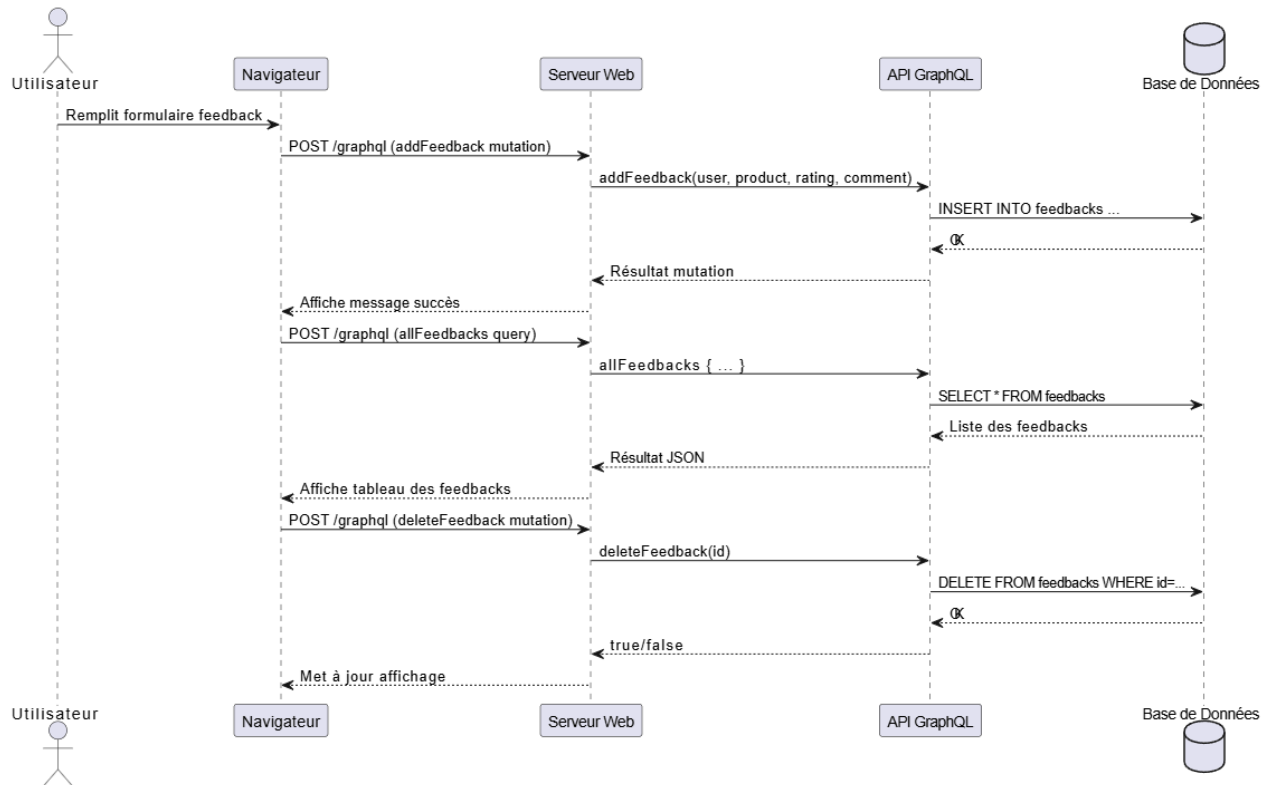 Utilisateur
Navigateur
Serveur Web
API GraphQL
Base de Données
Remplit formulaire feedback
POST /graphql (addFeedback mutation)
addFeedback(user, product, rating, comment)
INSERT INTO feedbacks ...
OK
Résultat mutation
Affiche message succès
POST /graphql (allFeedbacks query)
allFeedbacks { ... }
SELECT * FROM feedbacks
Liste des feedbacks
Résultat JSON
Affiche tableau des feedbacks
POST /graphql (deleteFeedback mutation)
deleteFeedback(id)
DELETE FROM feedbacks WHERE id=...
OK
true/false
Met à jour affichage
Utilisateur
Navigateur
Serveur Web
API GraphQL
Base de Données